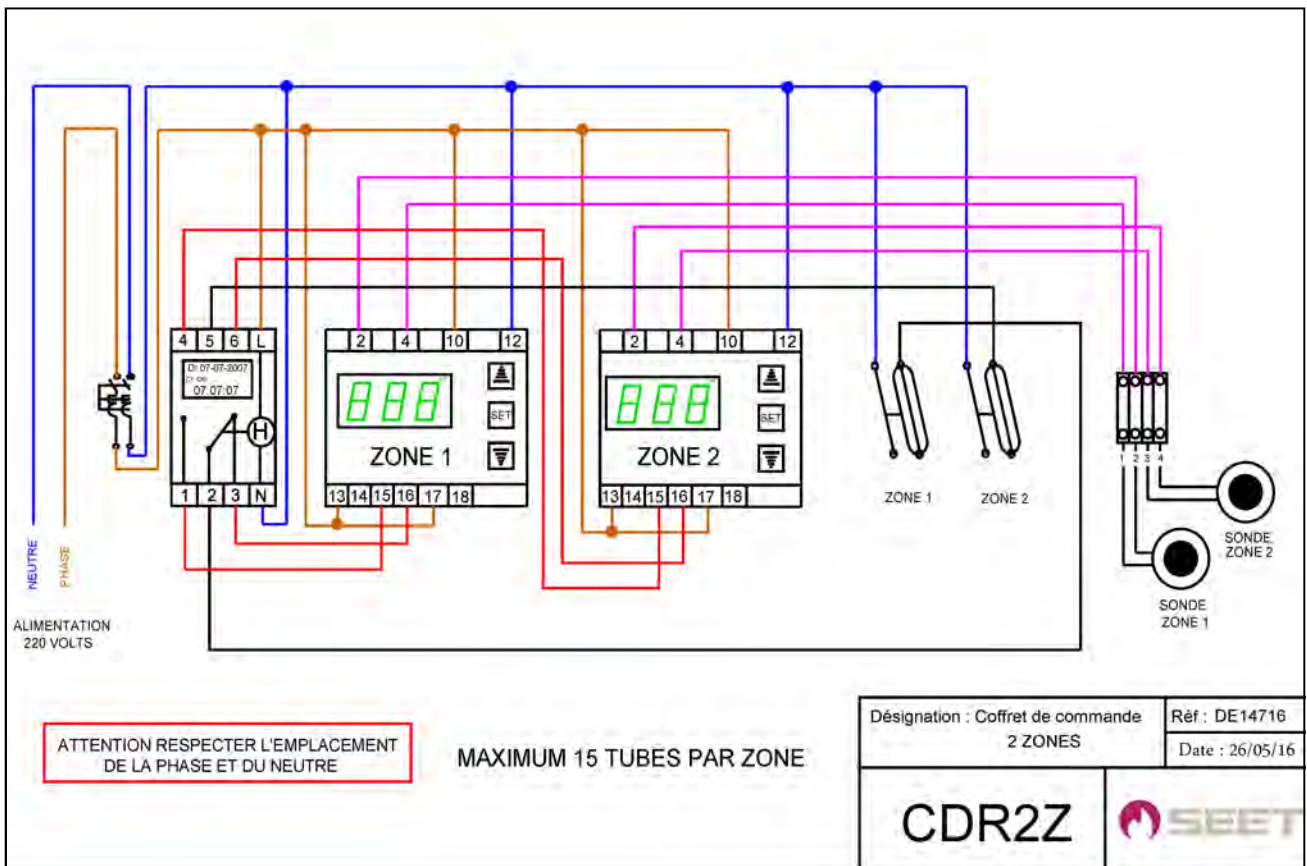 4 5 6 L
DI 07-07-2007
07 07:07
H
1 2 3 N
2 4 10 12
SET
ZONE 1
13 14 15 16 17 18
2 4 10 12
SET
ZONE 2
13 14 15 16 17 18
ZONE 1
ZONE 2
1 2 3 4
SONDE
ZONE 2
SONDE
ZONE 1
NEUTRE
PHASE
ALIMENTATION
220 VOLTS
ATTENTION RESPECTER L'EMPLACEMENT
DE LA PHASE ET DU NEUTRE
MAXIMUM 15 TUBES PAR ZONE
Désignation : Coffret de commande
2 ZONES
Réf : DE14716
Date : 26/05/16
CDR2Z
SEET